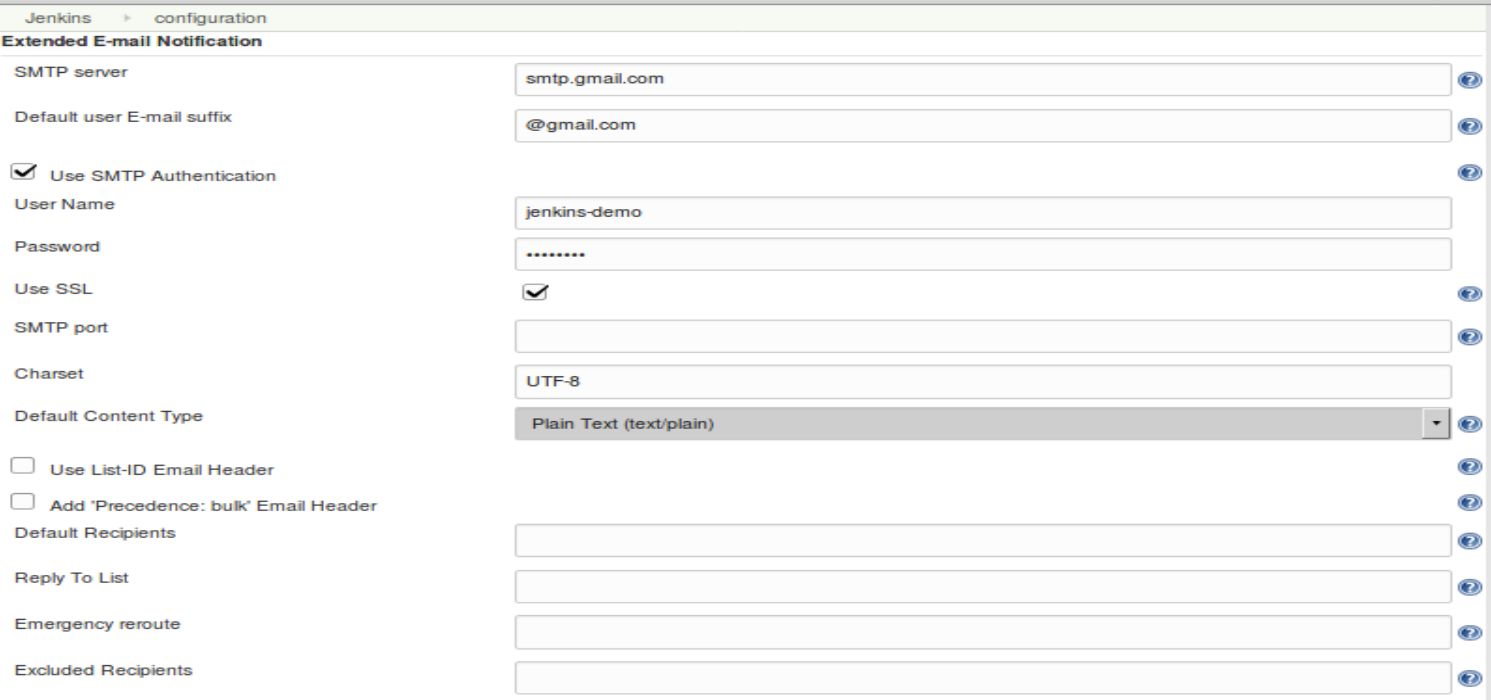 Jenkins configuration
Extended E-mail Notification
SMTP server smtp.gmail.com
Default user E-mail suffix @gmail.com
Use SMTP Authentication
User Name jenkins-demo
Password ••••••••
Use SSL
SMTP port
Charset UTF-8
Default Content Type Plain Text (text/plain)
Use List-ID Email Header
Add 'Precedence: bulk' Email Header
Default Recipients
Reply To List
Emergency reroute
Excluded Recipients